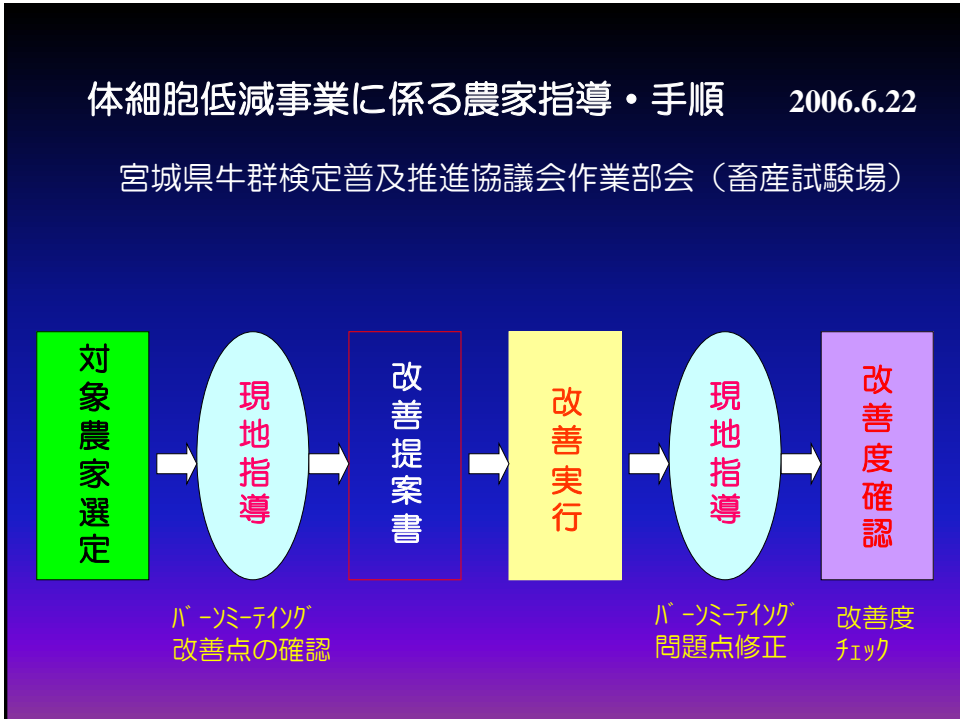 体細胞低減事業に係る農家指導・手順 2006.6.22
宮城県牛群検定普及推進協議会作業部会（畜産試験場）
対象農家選定
現地指導
改善提案書
改善実行
現地指導
改善度確認
ﾊﾞｰﾝﾐｰﾃｲﾝｸﾞ
改善点の確認
ﾊﾞｰﾝﾐｰﾃｲﾝｸﾞ
問題点修正
改善度
ﾁｪｯｸ